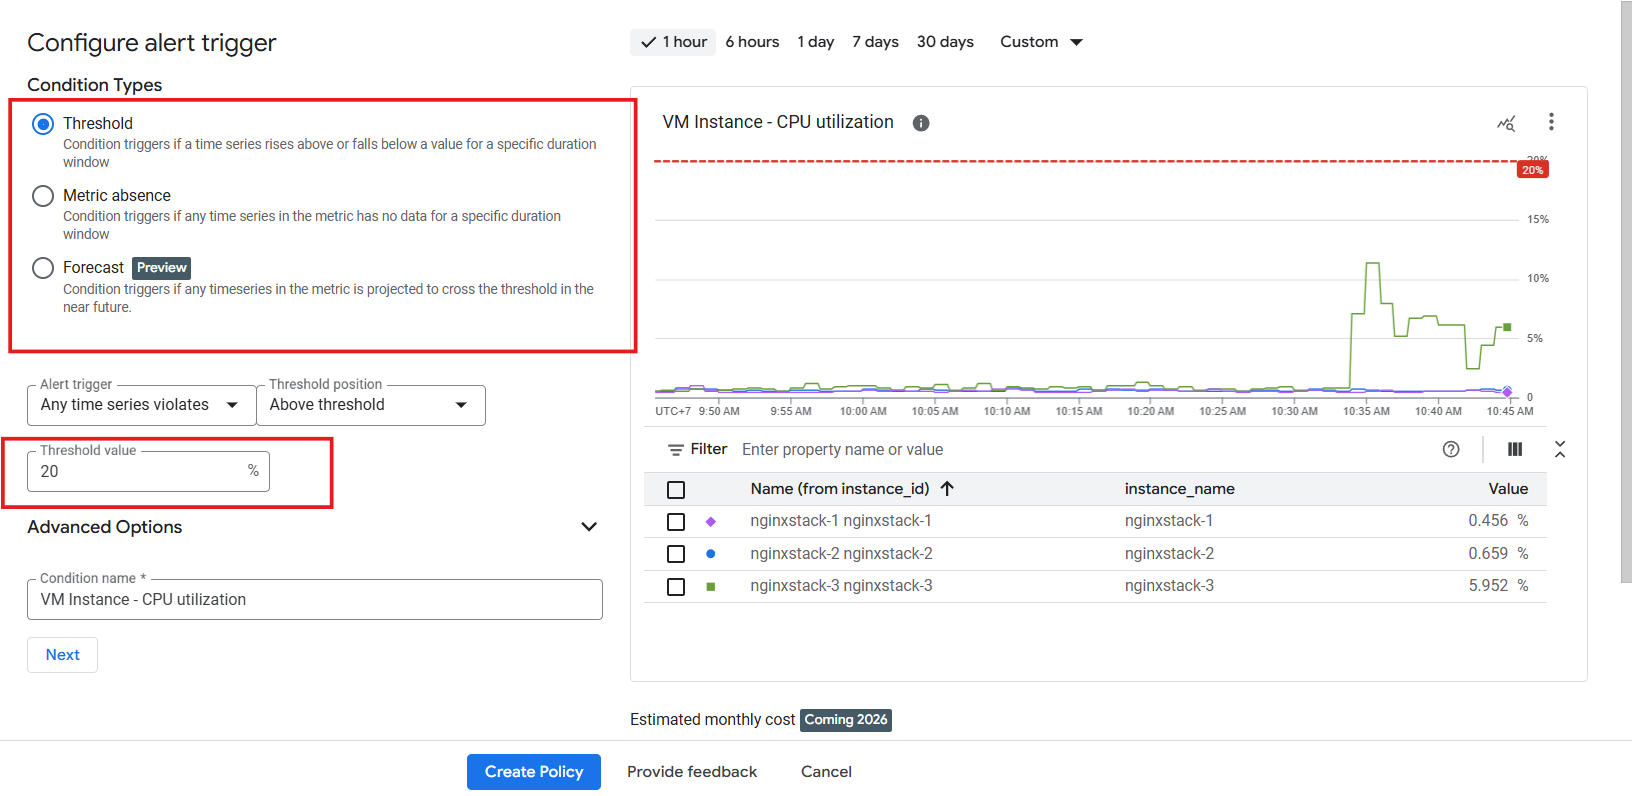 Configure alert trigger
Condition Types
Threshold
Condition triggers if a time series rises above or falls below a value for a specific duration
window
Metric absence
Condition triggers if any time series in the metric has no data for a specific duration
window
Forecast Preview
Condition triggers if any timeseries in the metric is projected to cross the threshold in the
near future.
Alert trigger
Any time series violates
Threshold position
Above threshold
Threshold value
20 %
Advanced Options
Condition name *
VM Instance - CPU utilization
Next
1 hour 6 hours 1 day 7 days 30 days Custom
VM Instance - CPU utilization
20%
20%
15%
10%
5%
0
UTC+7 9:50 AM 9:55 AM 10:00 AM 10:05 AM 10:10 AM 10:15 AM 10:20 AM 10:25 AM 10:30 AM 10:35 AM 10:40 AM 10:45 AM
Filter Enter property name or value
Name (from instance_id) instance_name Value
nginxstack-1 nginxstack-1 nginxstack-1 0.456 %
nginxstack-2 nginxstack-2 nginxstack-2 0.659 %
nginxstack-3 nginxstack-3 nginxstack-3 5.952 %
Estimated monthly cost Coming 2026
Create Policy Provide feedback Cancel